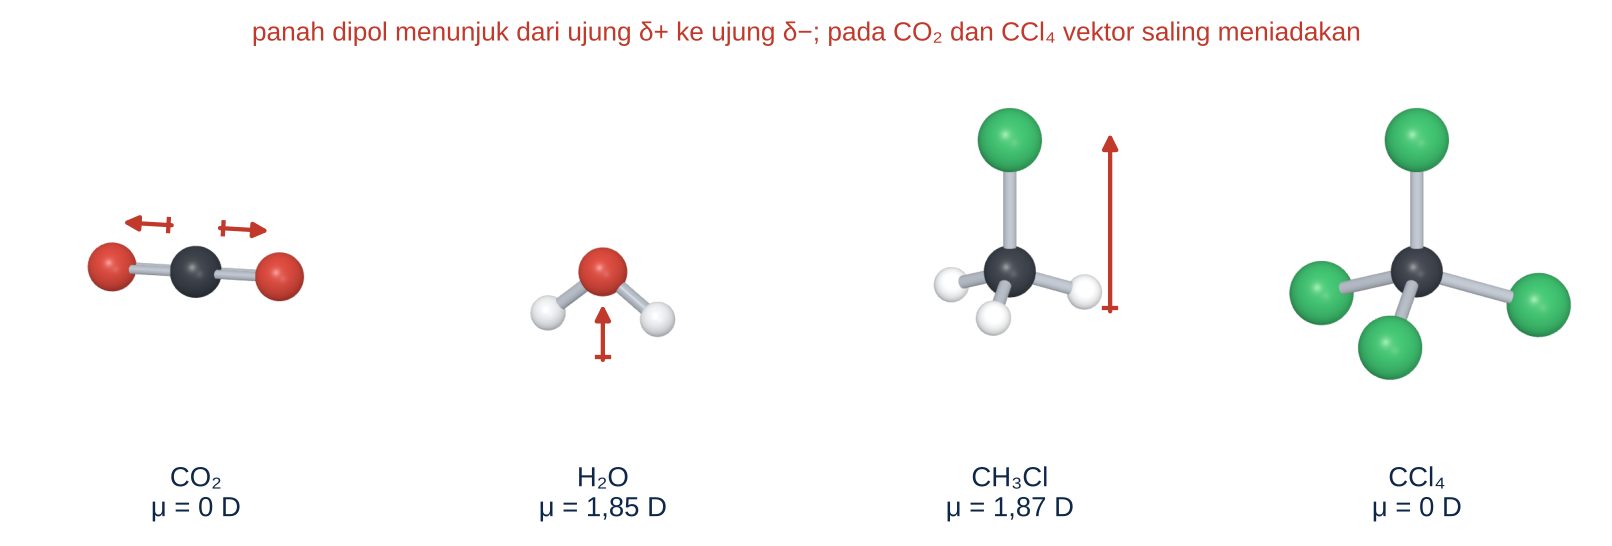 panah dipol menunjuk dari ujung δ+ ke ujung δ−; pada CO₂ dan CCl₄ vektor saling meniadakan
CO₂
μ = 0 D
H₂O
μ = 1,85 D
CH₃Cl
μ = 1,87 D
CCl₄
μ = 0 D